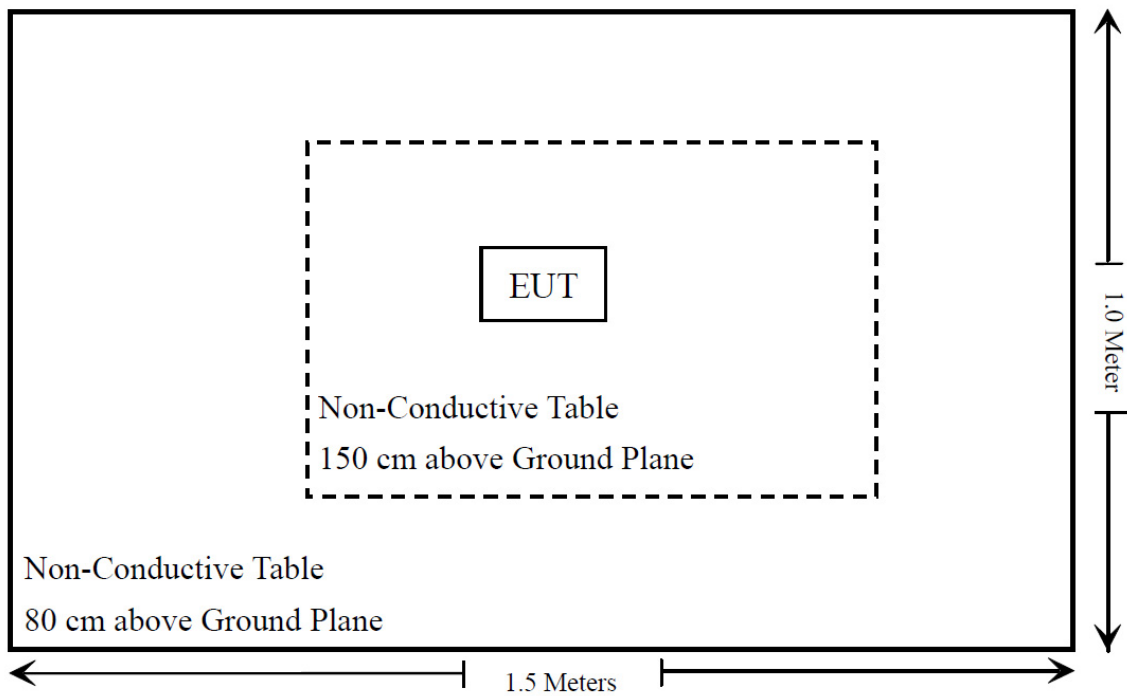 EUT
Non-Conductive Table
150 cm above Ground Plane
Non-Conductive Table
80 cm above Ground Plane
1.0 Meter
1.5 Meters